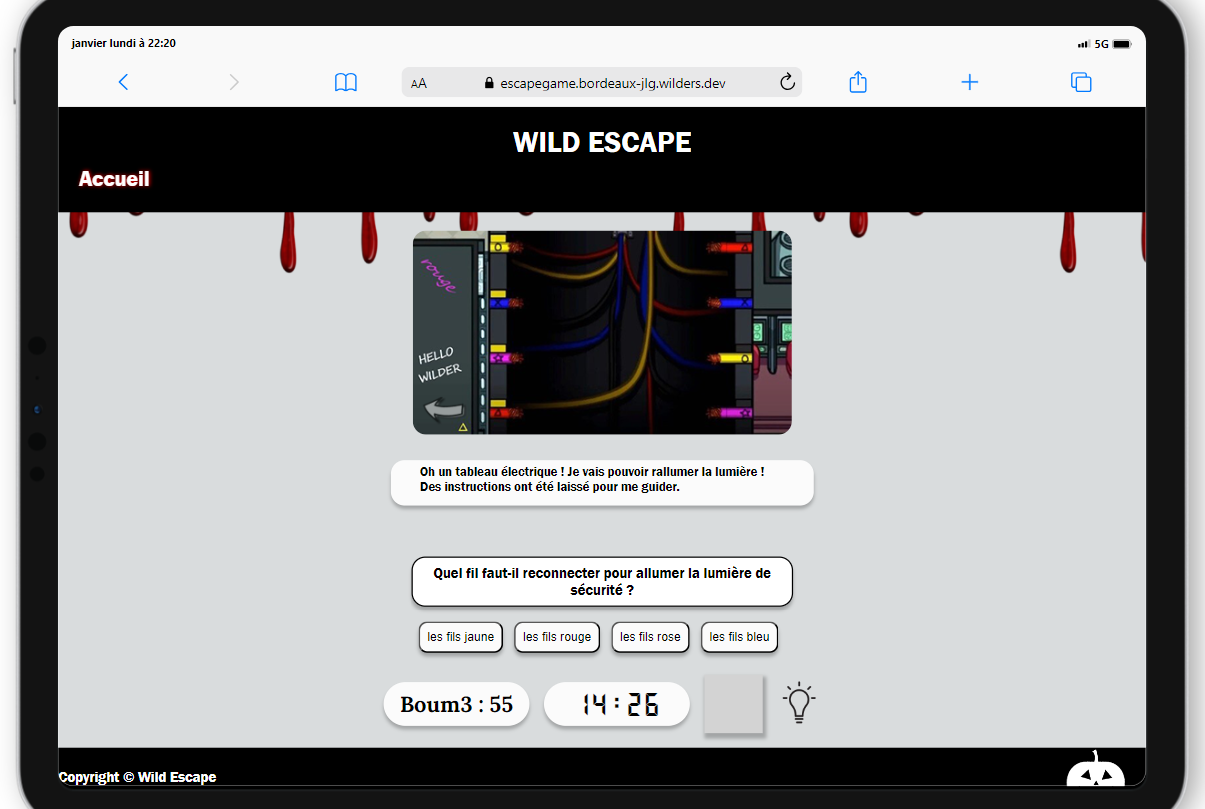 janvier lundi à 22:20
5G
AA
escapegame.bordeaux-jlg.wilders.dev
WILD ESCAPE
Accueil
rouge
HELLO
WILDER
Oh un tableau électrique ! Je vais pouvoir rallumer la lumière !
Des instructions ont été laissé pour me guider.
Quel fil faut-il reconnecter pour allumer la lumière de
sécurité ?
les fils jaune
les fils rouge
les fils rose
les fils bleu
Boum3 : 55
14:26
Copyright © Wild Escape